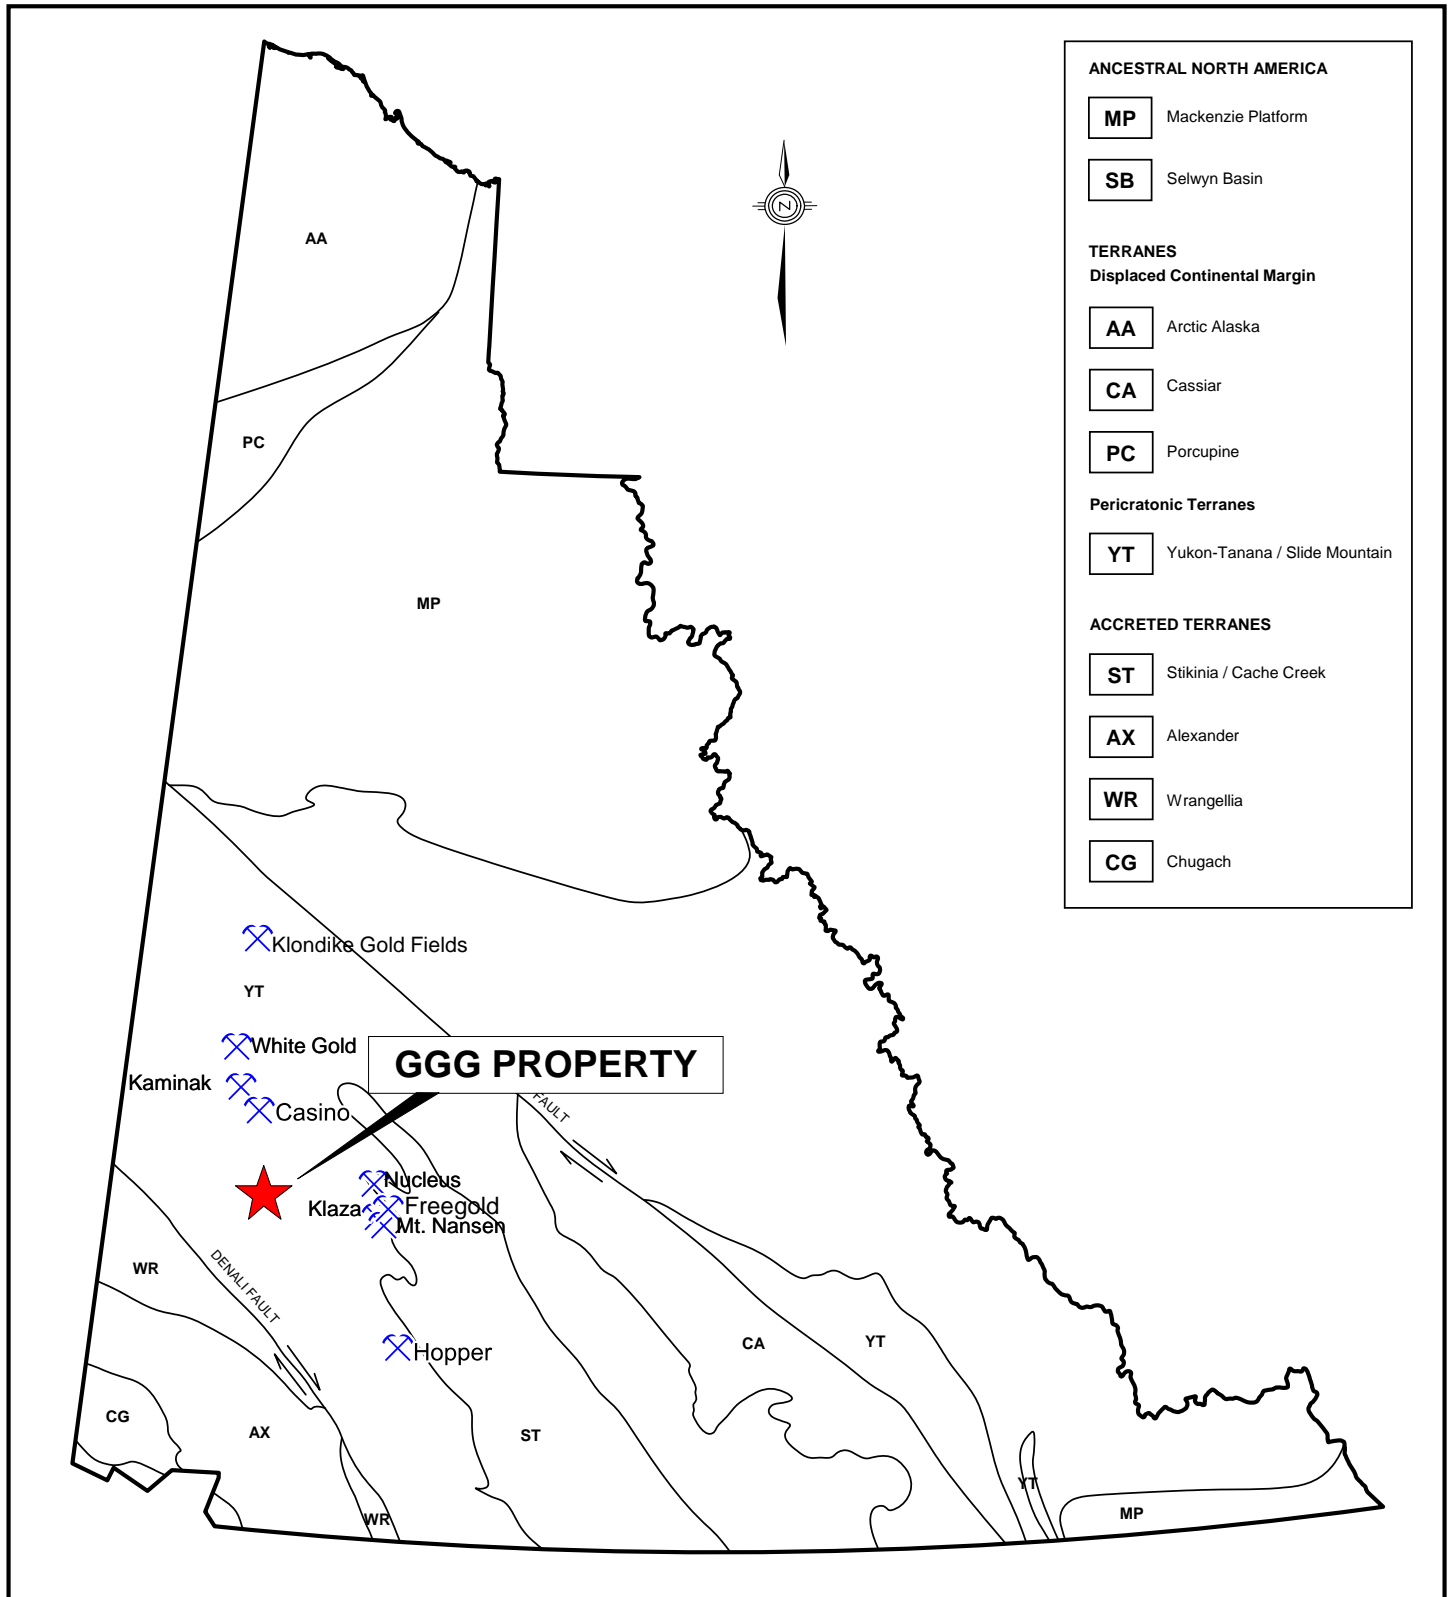 ANCESTRAL NORTH AMERICA
MP Mackenzie Platform
SB Selwyn Basin
TERRANES
Displaced Continental Margin
AA Arctic Alaska
CA Cassiar
PC Porcupine
Pericratonic Terranes
YT Yukon-Tanana / Slide Mountain
ACCRETED TERRANES
ST Stikinia / Cache Creek
AX Alexander
WR Wrangellia
CG Chugach
N
AA
PC
MP
Klondike Gold Fields
YT
White Gold
GGG PROPERTY
Kaminak
Casino
FAULT
Nucleus
Klaza
Freegold
Mt. Nansen
WR
DENALI FAULT
Hopper
CA
YT
CG
AX
ST
YT
WR
MP